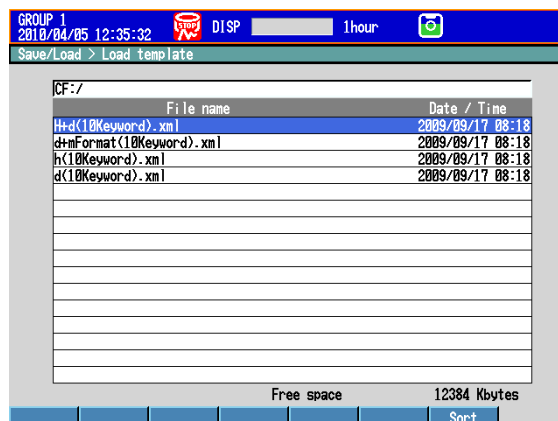 GROUP 1
2010/04/05 12:35:32 STOP DISP 1hour
Save/Load > Load template
CF:/
File name Date / Time
H+d(10Keyword).xml 2009/09/17 08:18
d+mFormat(10Keyword).xml 2009/09/17 08:18
h(10Keyword).xml 2009/09/17 08:18
d(10Keyword).xml 2009/09/17 08:18
Free space 12384 Kbytes
Sort